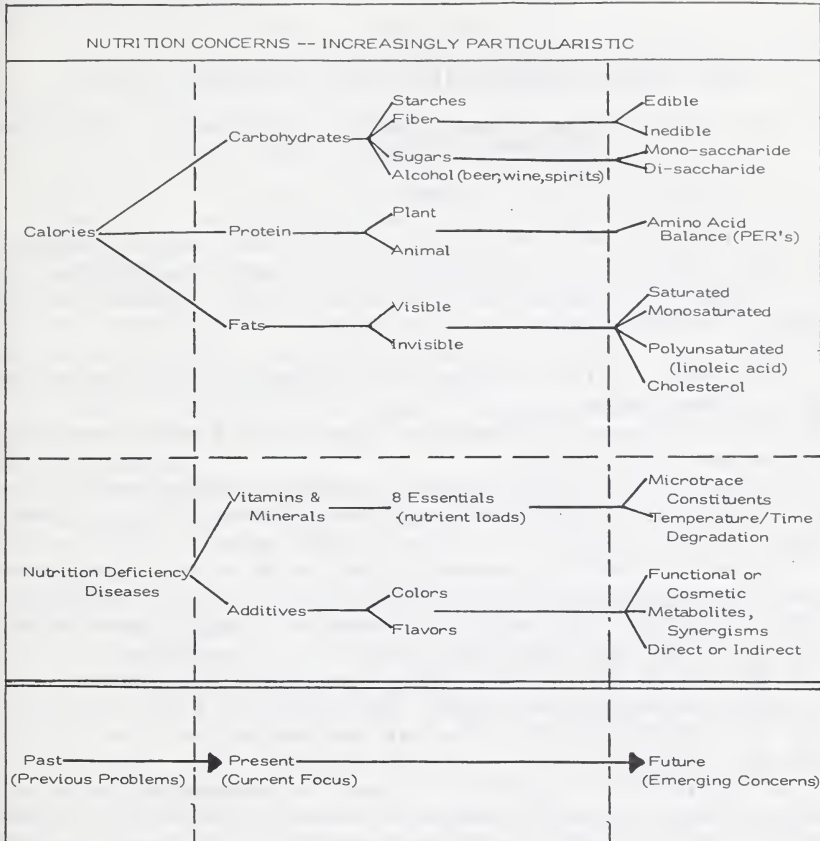 NUTRITION CONCERNS -- INCREASINGLY PARTICULARISTIC
Calories
Carbohydrates
Starches
Fiber
Sugars
Alcohol (beer, wine, spirits)
Edible
Inedible
Mono-saccharide
Di-saccharide
Protein
Plant
Animal
Amino Acid
Balance (PER's)
Fats
Visible
Invisible
Saturated
Monosaturated
Polyunsaturated
(linoleic acid)
Cholesterol
Nutrition Deficiency
Diseases
Vitamins &
Minerals
8 Essentials
(nutrient loads)
Microtrace
Constituents
Temperature/Time
Degradation
Additives
Colors
Flavors
Functional or
Cosmetic
Metabolites,
Synergisms
Direct or Indirect
Past
(Previous Problems)
Present
(Current Focus)
Future
(Emerging Concerns)